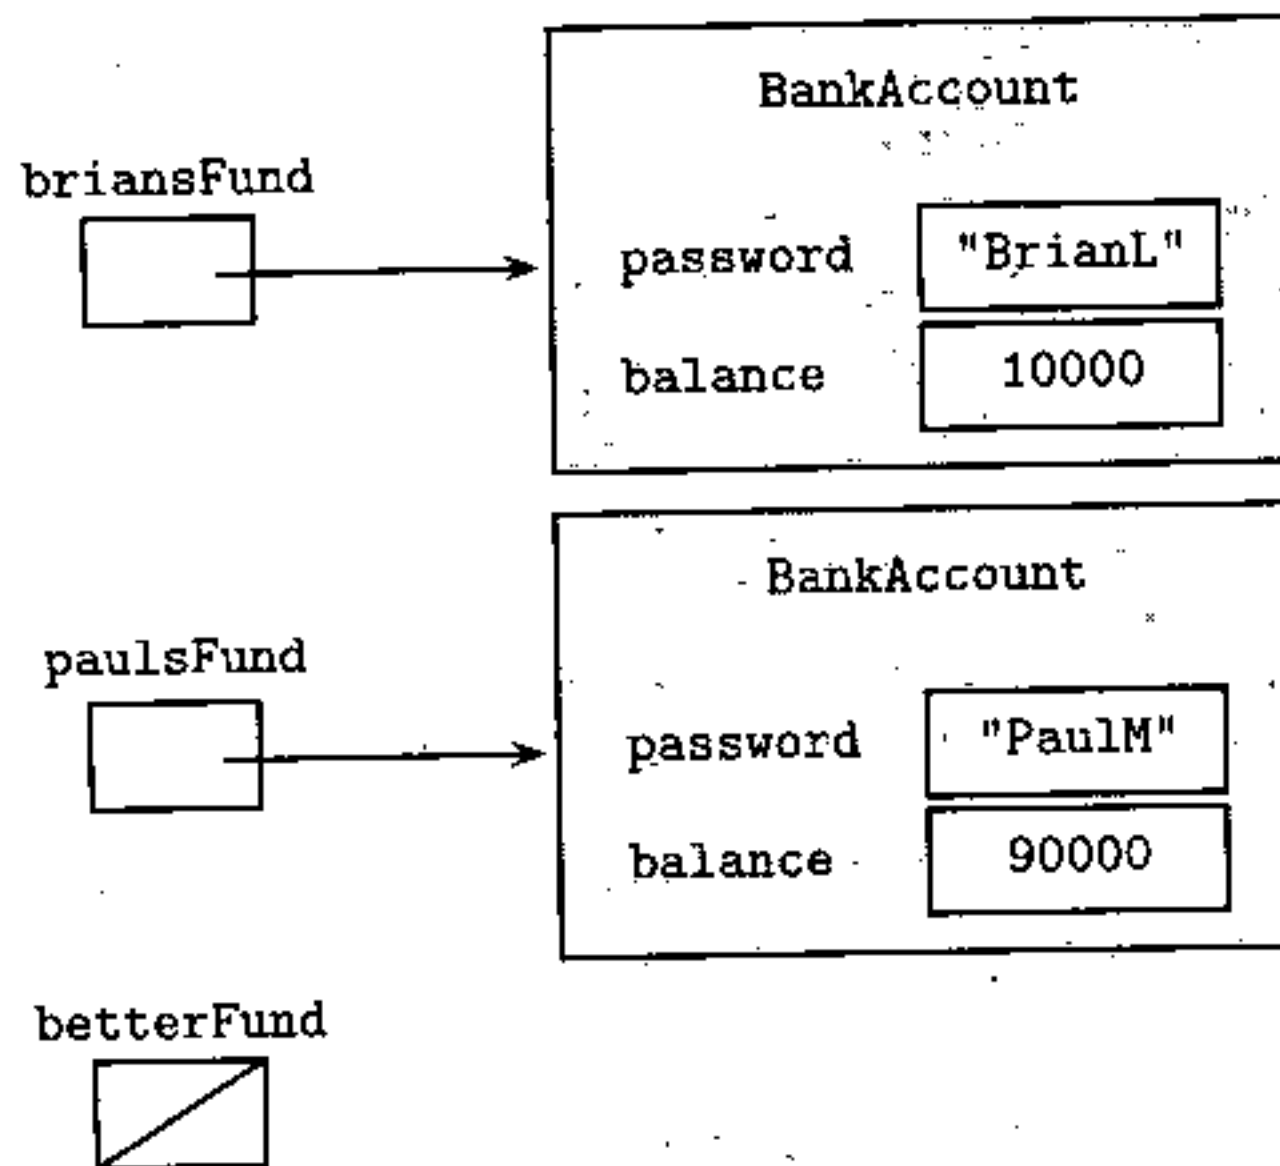 BankAccount
briansFund
password "BrianL"
balance 10000
BankAccount
paulsFund
password "PaulM"
balance 90000
betterFund